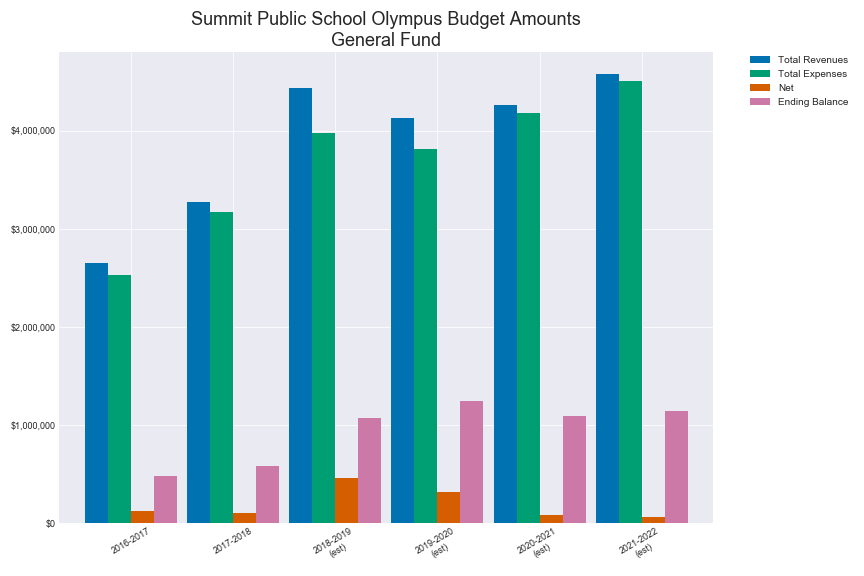 Summit Public School Olympus Budget Amounts
General Fund
Total Revenues
Total Expenses
Net
Ending Balance
$4,000,000
$3,000,000
$2,000,000
$1,000,000
$0
2016-2017
2017-2018
2018-2019
(est)
2019-2020
(est)
2020-2021
(est)
2021-2022
(est)